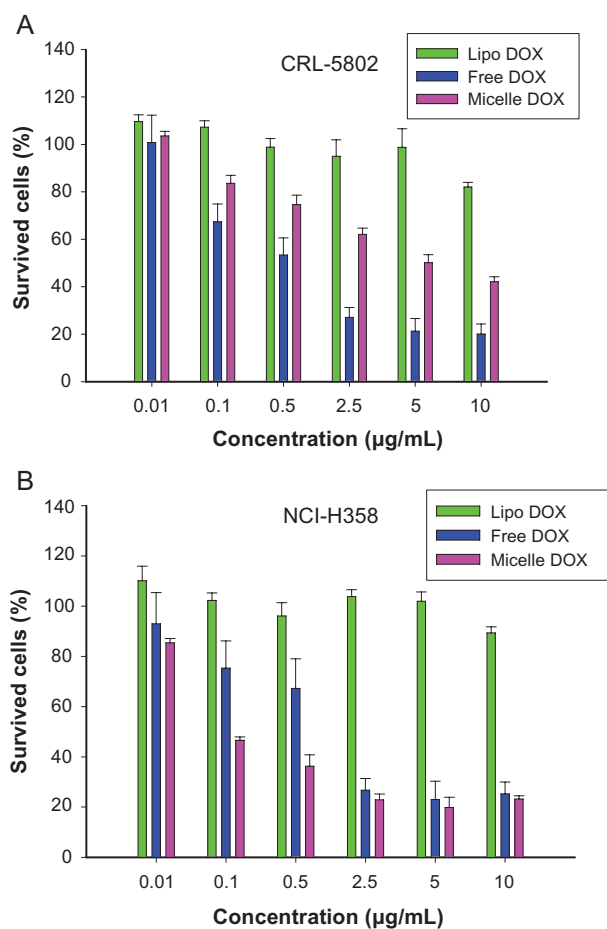 A
140
120
100
80
60
40
20
0
Survived cells (%)
CRL-5802
Lipo DOX
Free DOX
Micelle DOX
0.01 0.1 0.5 2.5 5 10
Concentration (µg/mL)
B
140
120
100
80
60
40
20
0
Survived cells (%)
NCI-H358
Lipo DOX
Free DOX
Micelle DOX
0.01 0.1 0.5 2.5 5 10
Concentration (µg/mL)